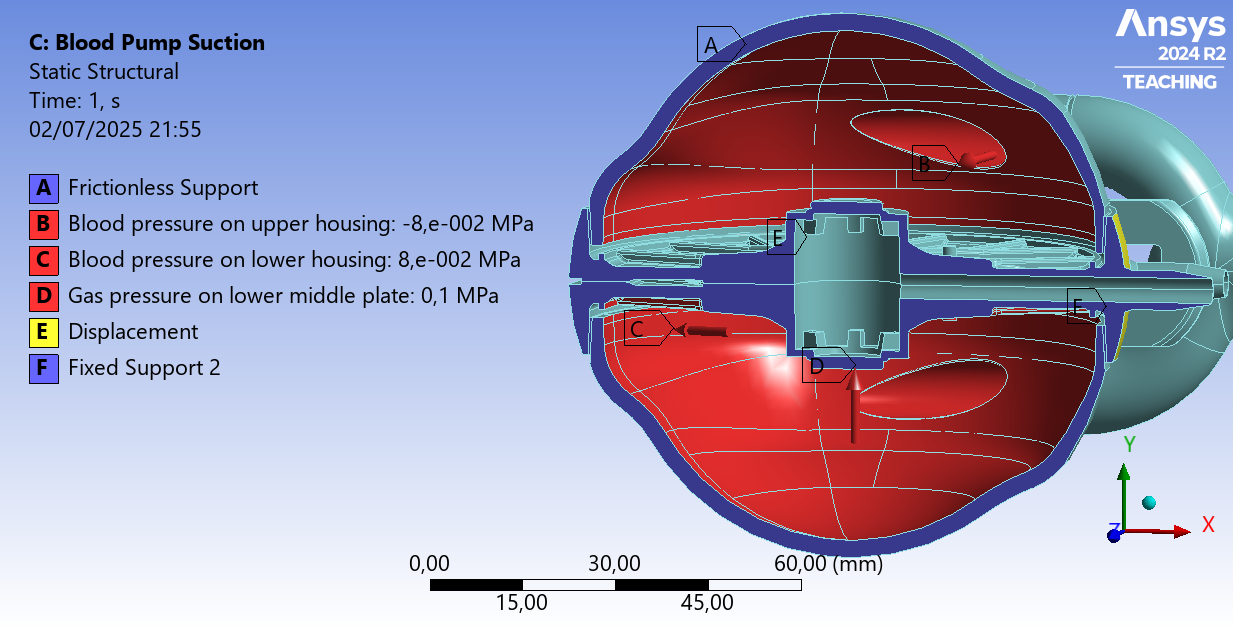 C: Blood Pump Suction
Static Structural
Time: 1, s
02/07/2025 21:55
A Frictionless Support
B Blood pressure on upper housing: -8,e-002 MPa
C Blood pressure on lower housing: 8,e-002 MPa
D Gas pressure on lower middle plate: 0,1 MPa
E Displacement
F Fixed Support 2
Ansys
2024 R2
TEACHING
A
B
E
F
C
D
Y
X
Z
0,00 30,00 60,00 (mm)
15,00 45,00